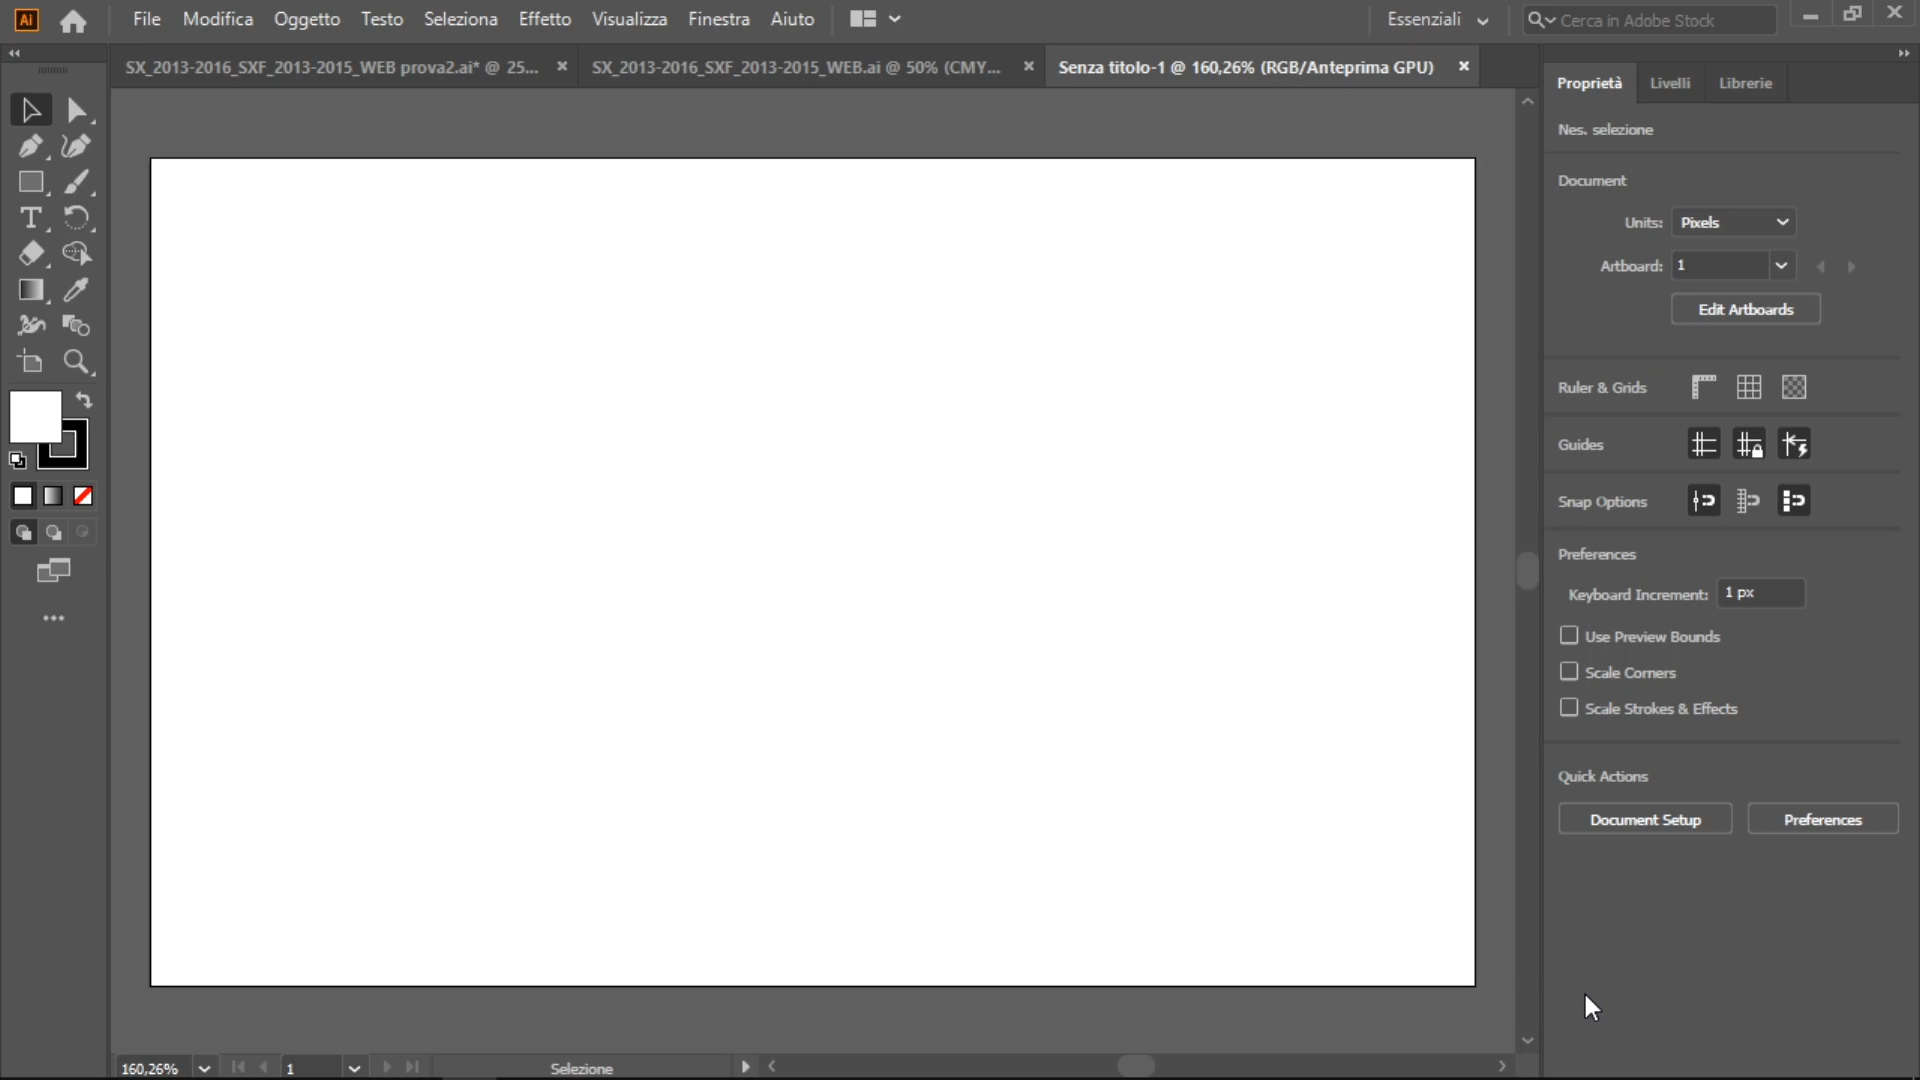 Ai File Modifica Oggetto Testo Seleziona Effetto Visualizza Finestra Aiuto Essenziali Cerca in Adobe Stock
SX_2013-2016_SXF_2013-2015_WEB prova2.ai* @ 25... SX_2013-2016_SXF_2013-2015_WEB.ai @ 50% (CMY... Senza titolo-1 @ 160,26% (RGB/Anteprima GPU)
Proprietà Livelli Librerie
Nes. selezione
Document
Units: Pixels
Artboard: 1
Edit Artboards
Ruler & Grids
Guides
Snap Options
Preferences
Keyboard Increment: 1 px
Use Preview Bounds
Scale Corners
Scale Strokes & Effects
Quick Actions
Document Setup Preferences
160,26% 1 Selezione